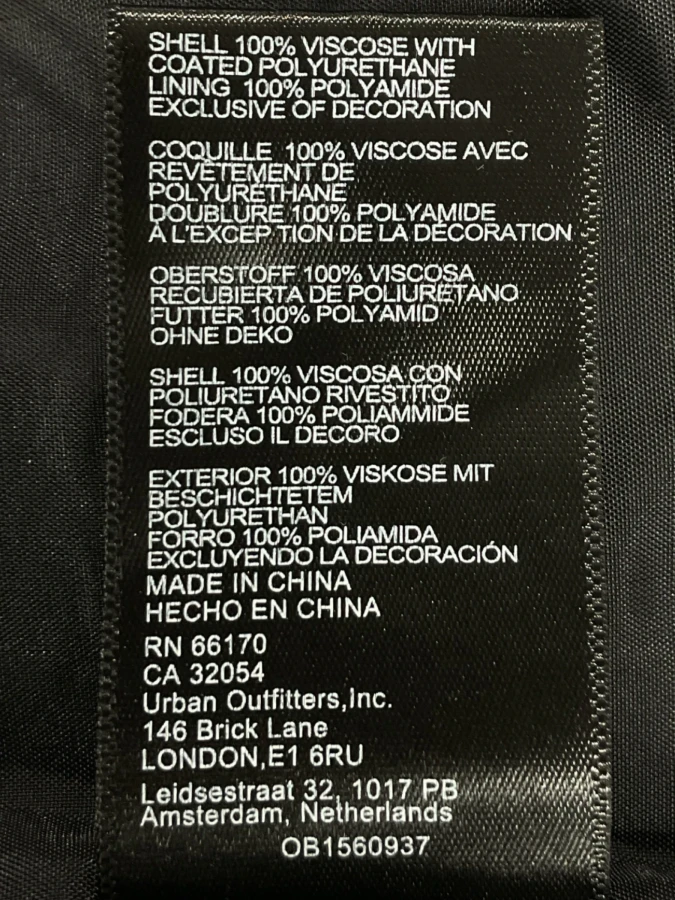 SHELL 100% VISCOSE WITH
COATED POLYURETHANE
LINING 100% POLYAMIDE
EXCLUSIVE OF DECORATION
COQUILLE 100% VISCOSE AVEC
REVÊTEMENT DE
POLYURÉTHANE
DOUBLURE 100% POLYAMIDE
À L'EXCEP TION DE LA DÉCORATION
OBERSTOFF 100% VISCOSA
RECUBIERTA DE POLIURETANO
FUTTER 100% POLYAMID
OHNE DEKO
SHELL 100% VISCOSA CON
POLIURETANO RIVESTITO
FODERA 100% POLIAMMIDE
ESCLUSO IL DECORO
EXTERIOR 100% VISKOSE MIT
BESCHICHTETEM
POLYURETHAN
FORRO 100% POLIAMIDA
EXCLUYENDO LA DECORACIÓN
MADE IN CHINA
HECHO EN CHINA
RN 66170
CA 32054
Urban Outfitters,Inc.
146 Brick Lane
LONDON,E1 6RU
Leidsestraat 32, 1017 PB
Amsterdam, Netherlands
OB1560937